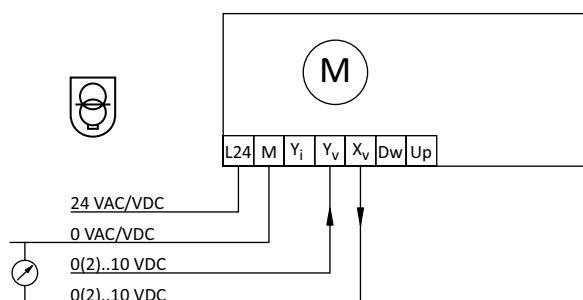 M
L24 M Yi Yv Xv Dw Up
24 VAC/VDC
0 VAC/VDC
0(2)..10 VDC
0(2)..10 VDC